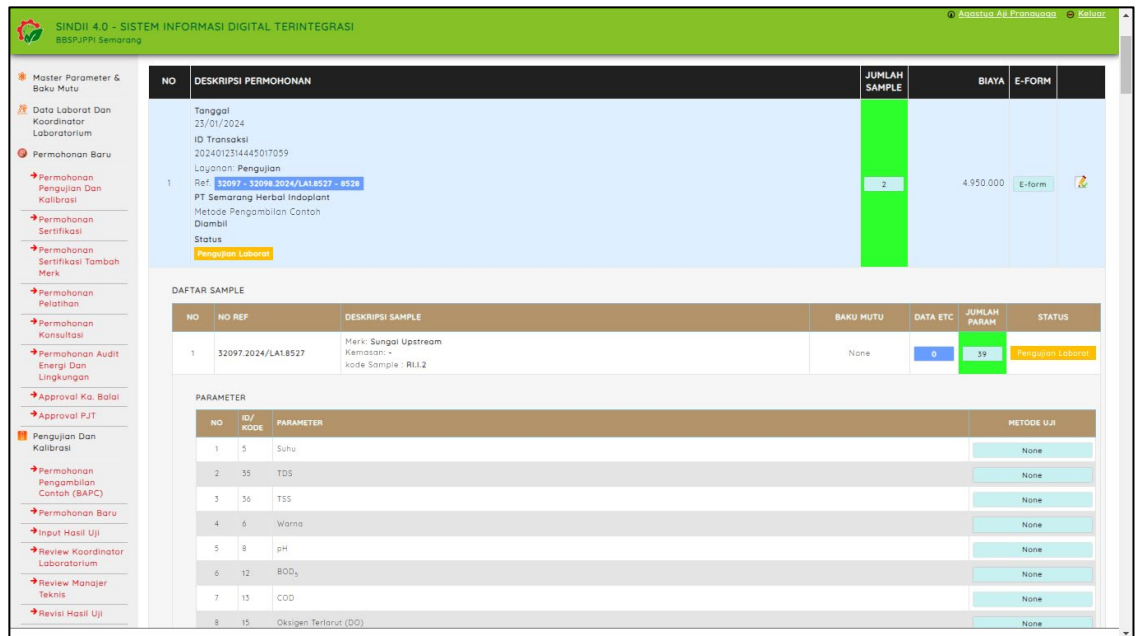 SINDII 4.0 - SISTEM INFORMASI DIGITAL TERINTEGRASI
BBSPJPPI Semarang
Agastya Aji Pranayoga Keluar
Master Parameter &
Baku Mutu
Data Laborat Dan
Koordinator
Laboratorium
Permohonan Baru
Permohonan
Pengujian Dan
Kalibrasi
Permohonan
Sertifikasi
Permohonan
Sertifikasi Tambah
Merk
Permohonan
Pelatihan
Permohonan
Konsultasi
Permohonan Audit
Energi Dan
Lingkungan
Approval Ka. Balai
Approval PJT
Pengujian Dan
Kalibrasi
Permohonan
Pengambilan
Contoh (BAPC)
Permohonan Baru
Input Hasil Uji
Review Koordinator
Laboratorium
Review Manajer
Teknis
Revisi Hasil Uji
NO DESKRIPSI PERMOHONAN JUMLAH SAMPLE BIAYA E-FORM
Tanggal
23/01/2024
ID Transaksi
2024012314445017059
Layanan: Pengujian
Ref. 32097 - 32098.2024/LA1.8527 - 8528
1 2 4.950.000 E-form
PT Semarang Herbal Indoplant
Metode Pengambilan Contoh
Diambil
Status
Pengujian Laborat
DAFTAR SAMPLE
NO NO REF DESKRIPSI SAMPLE BAKU MUTU DATA ETC JUMLAH PARAM STATUS
Merk: Sungai Upstream
1 32097.2024/LA1.8527 Kemasan: - None 0 39 Pengujian Laborat
kode Sample : RI.I.2
PARAMETER
NO ID/KODE PARAMETER METODE UJI
1 5 Suhu None
2 35 TDS None
3 36 TSS None
4 6 Warna None
5 8 pH None
6 12 BOD₅ None
7 13 COD None
8 15 Oksigen Terlarut (DO) None